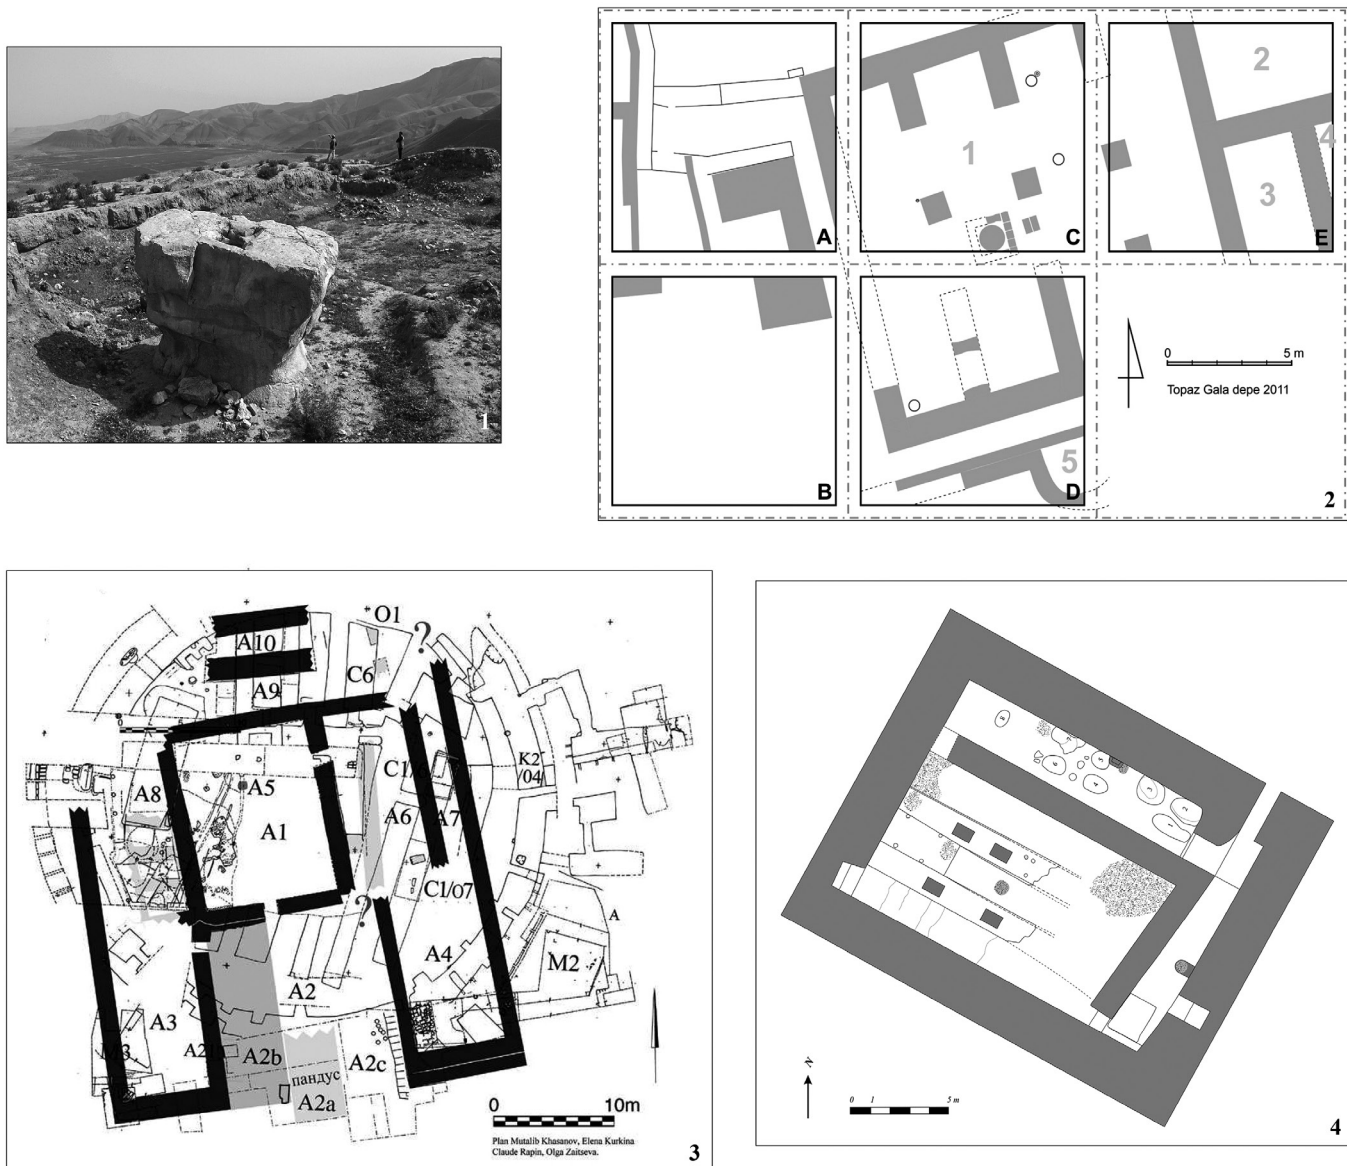 1
A
C
E
1
2
3
4
B
D
5
0 5 m
Topaz Gala depe 2011
2
O1
?
A10
C6
A9
K2
/04
C1/
A8
A5
A6
A7
A1
?
C1/07
A
A4
M2
A2
A3
A2b
A2c
пандус
A2a
0 10m
Plan Mutalib Khasanov, Elena Kurkina
Claude Rapin, Olga Zaitseva.
3
N
0 1 5 m
4